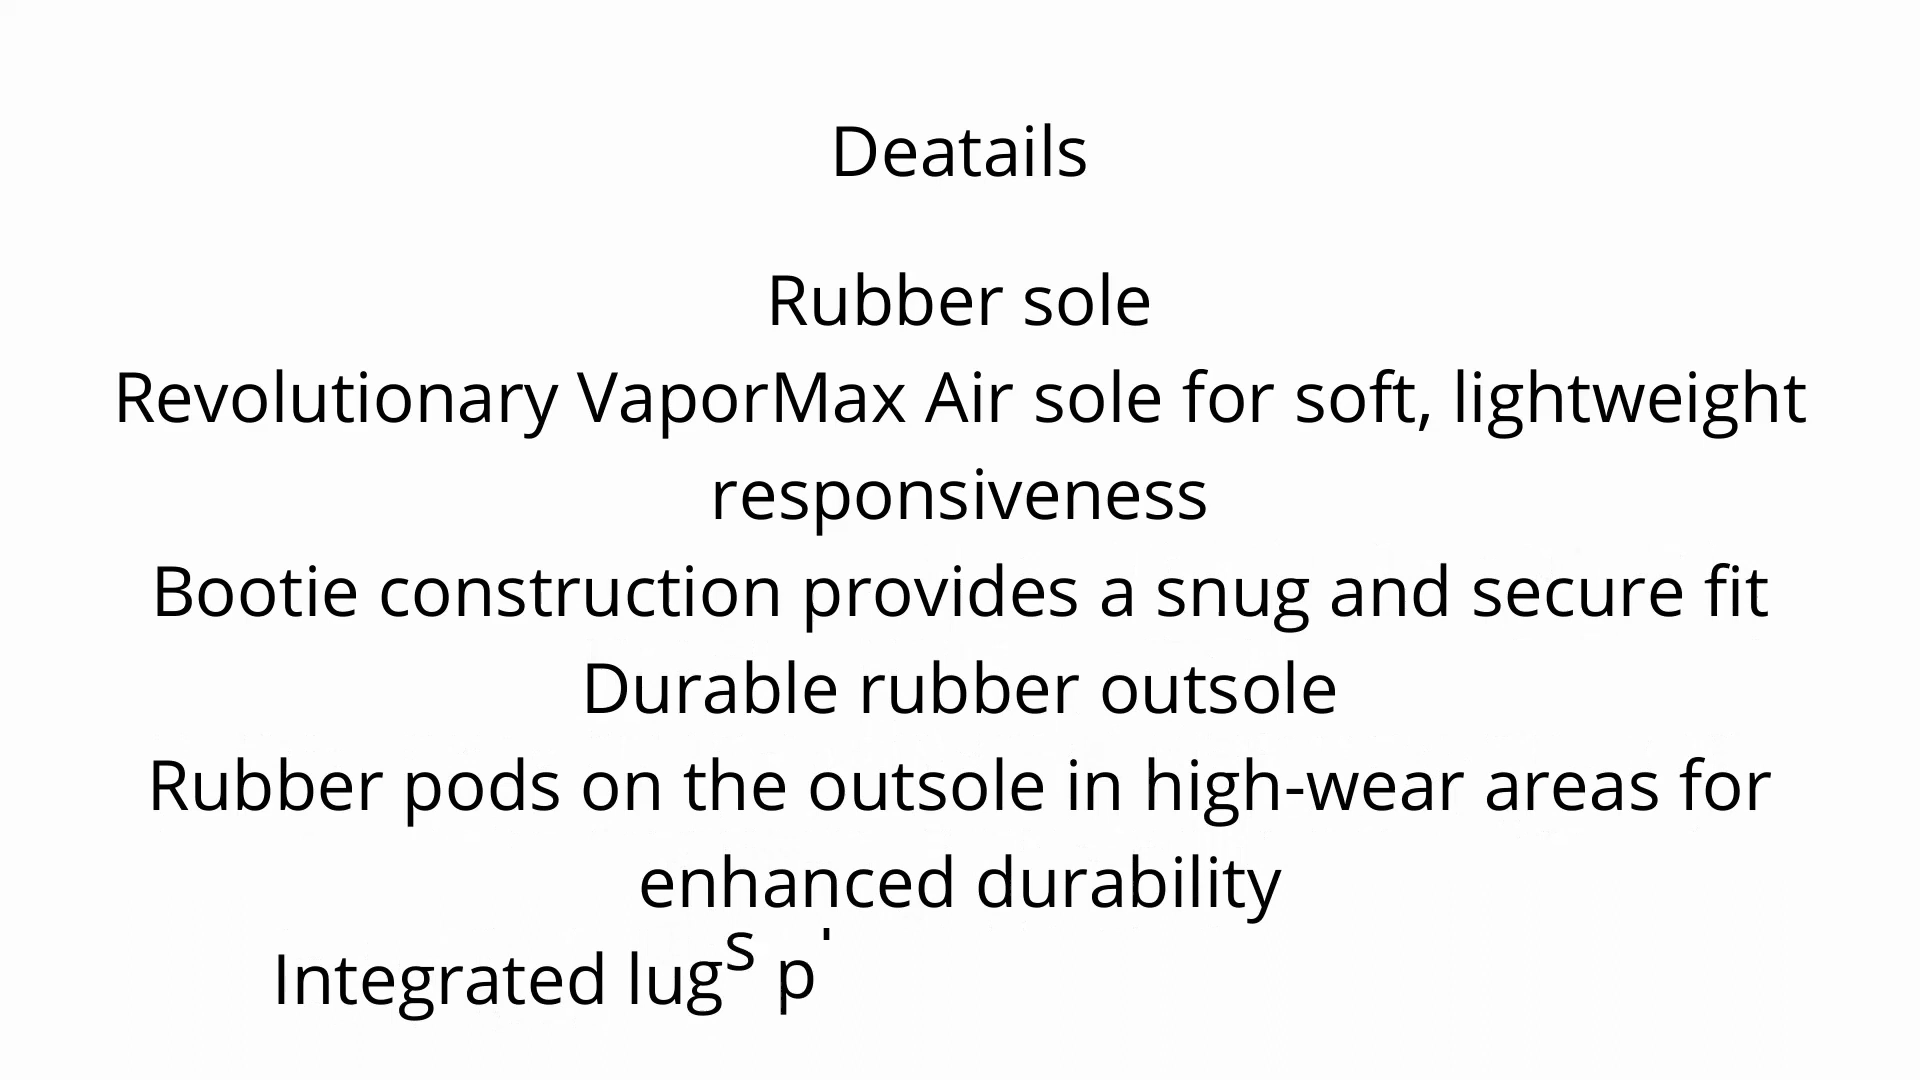 Deatails
Rubber sole
Revolutionary VaporMax Air sole for soft, lightweight
responsiveness
Bootie construction provides a snug and secure fit
Durable rubber outsole
Rubber pods on the outsole in high-wear areas for
enhanced durability
Integrated lugs p